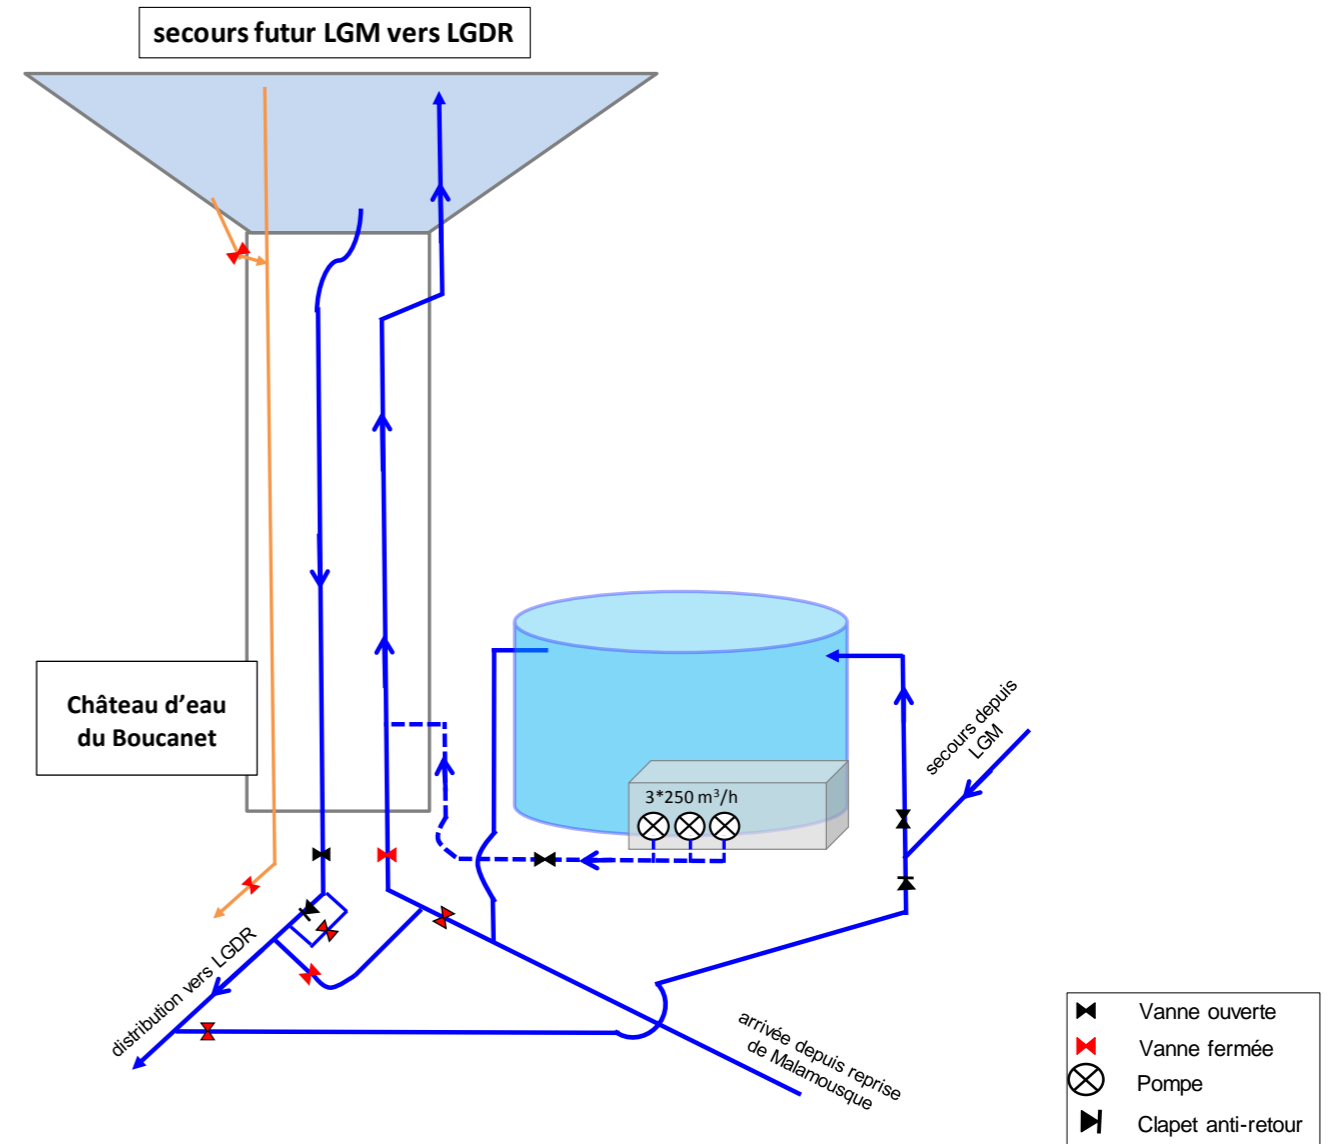 secours futur LGM vers LGDR
Château d’eau
du Boucanet
3*250 m³/h
secours depuis
LGM
distribution vers LGDR
arrivée depuis reprise
de Malamousque
Vanne ouverte
Vanne fermée
Pompe
Clapet anti-retour